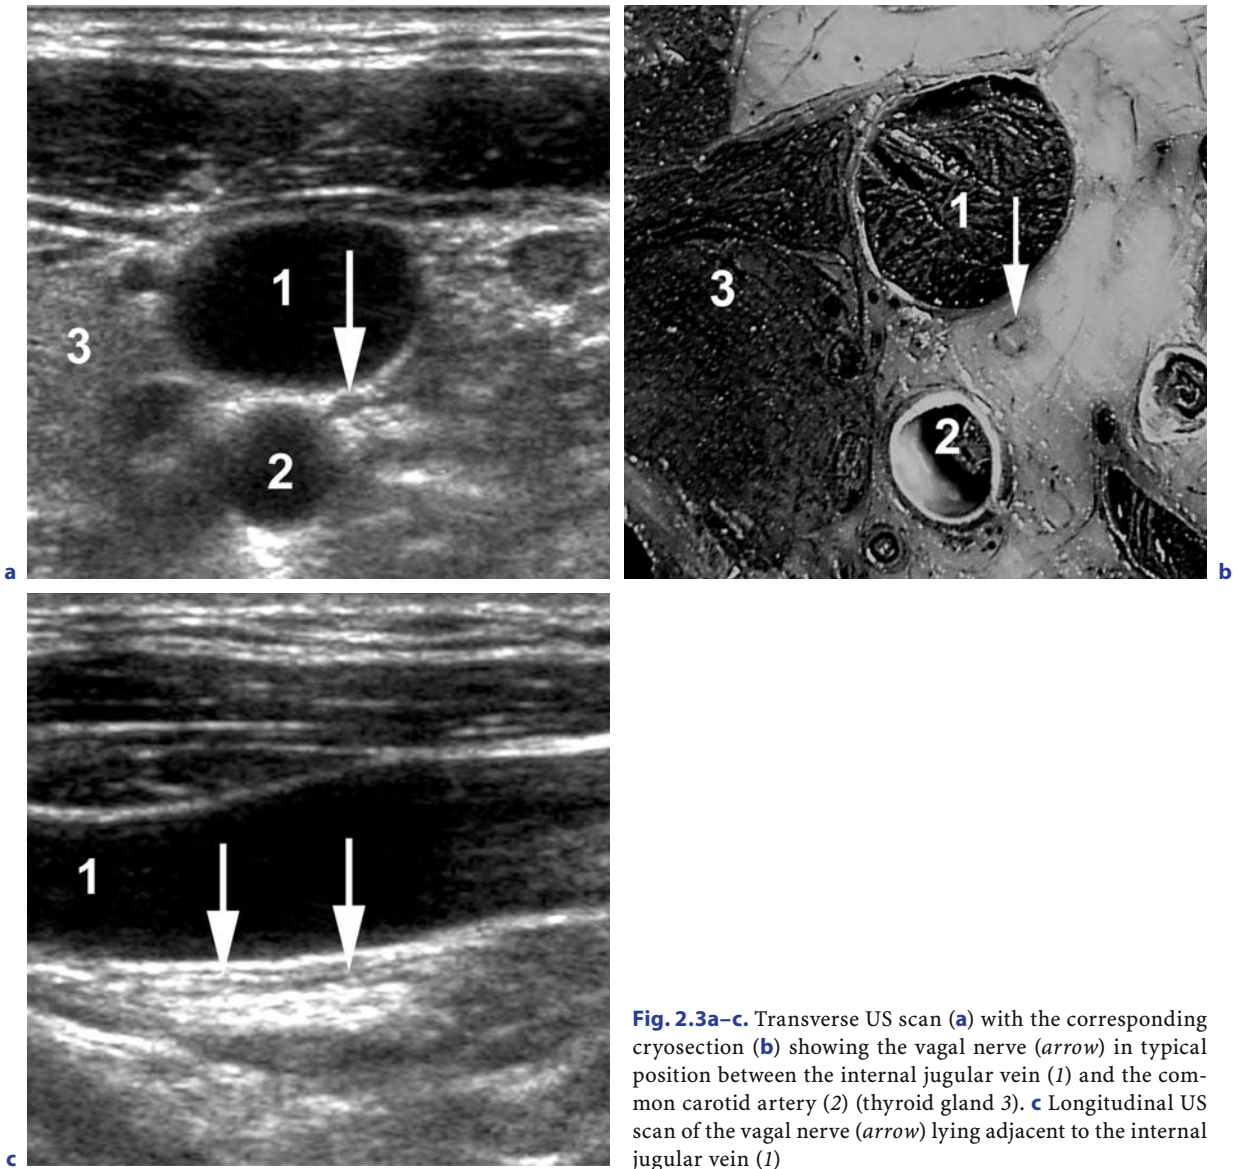 1
3
2
a
1
3
2
b
1
c
Fig. 2.3a–c. Transverse US scan (a) with the corresponding
cryosection (b) showing the vagal nerve (arrow) in typical
position between the internal jugular vein (1) and the com-
mon carotid artery (2) (thyroid gland 3). c Longitudinal US
scan of the vagal nerve (arrow) lying adjacent to the internal
jugular vein (1)